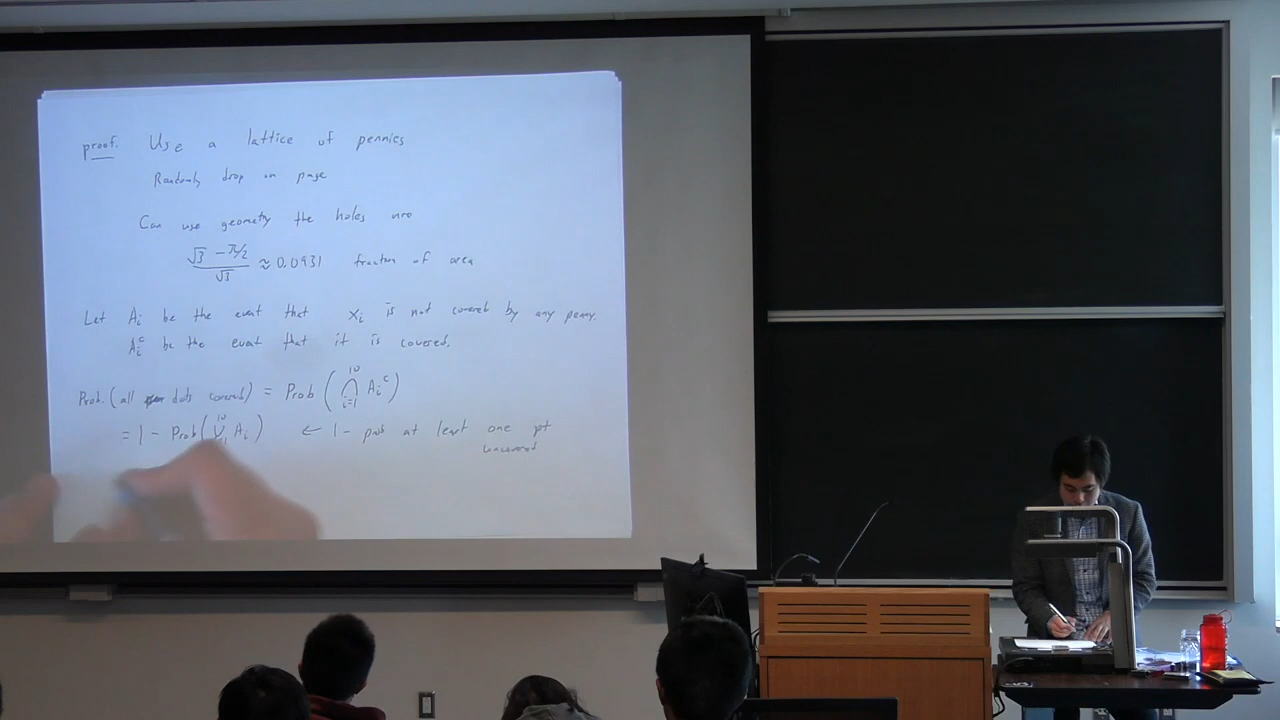 proof. Use a lattice of pennies
Randomly drop on page
Can use geometry the holes are
(√3 - π/2)/√3 ≈ 0.0931 fraction of area
Let Aᵢ be the event that xᵢ is not covered by any penny.
Aᵢᶜ be the event that it is covered.
Prob. (all dots covered) = Prob (⋂ᵢ₌₁¹⁰ Aᵢᶜ)
= 1 - Prob(⋃ᵢ₌₁¹⁰ Aᵢ) ← 1 - prob at least one pt
uncovered